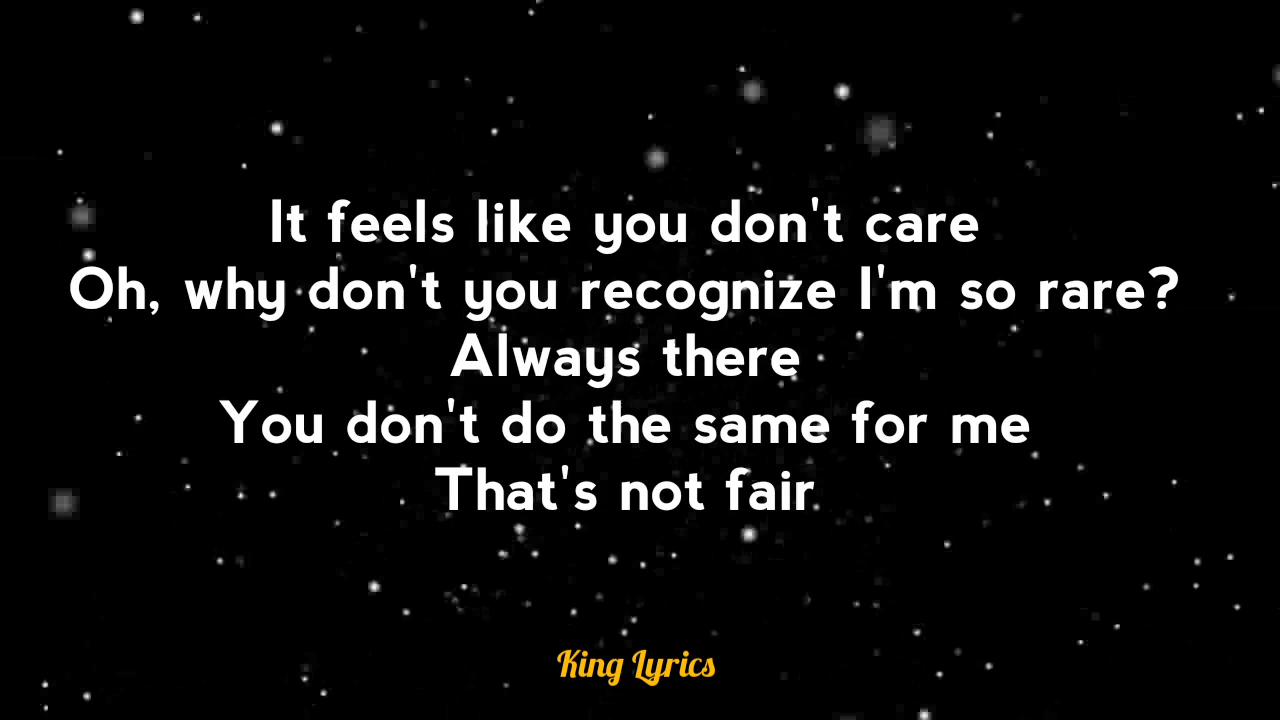 It feels like you don't care
Oh, why don't you recognize I'm so rare?
Always there
You don't do the same for me
That's not fair
King Lyrics